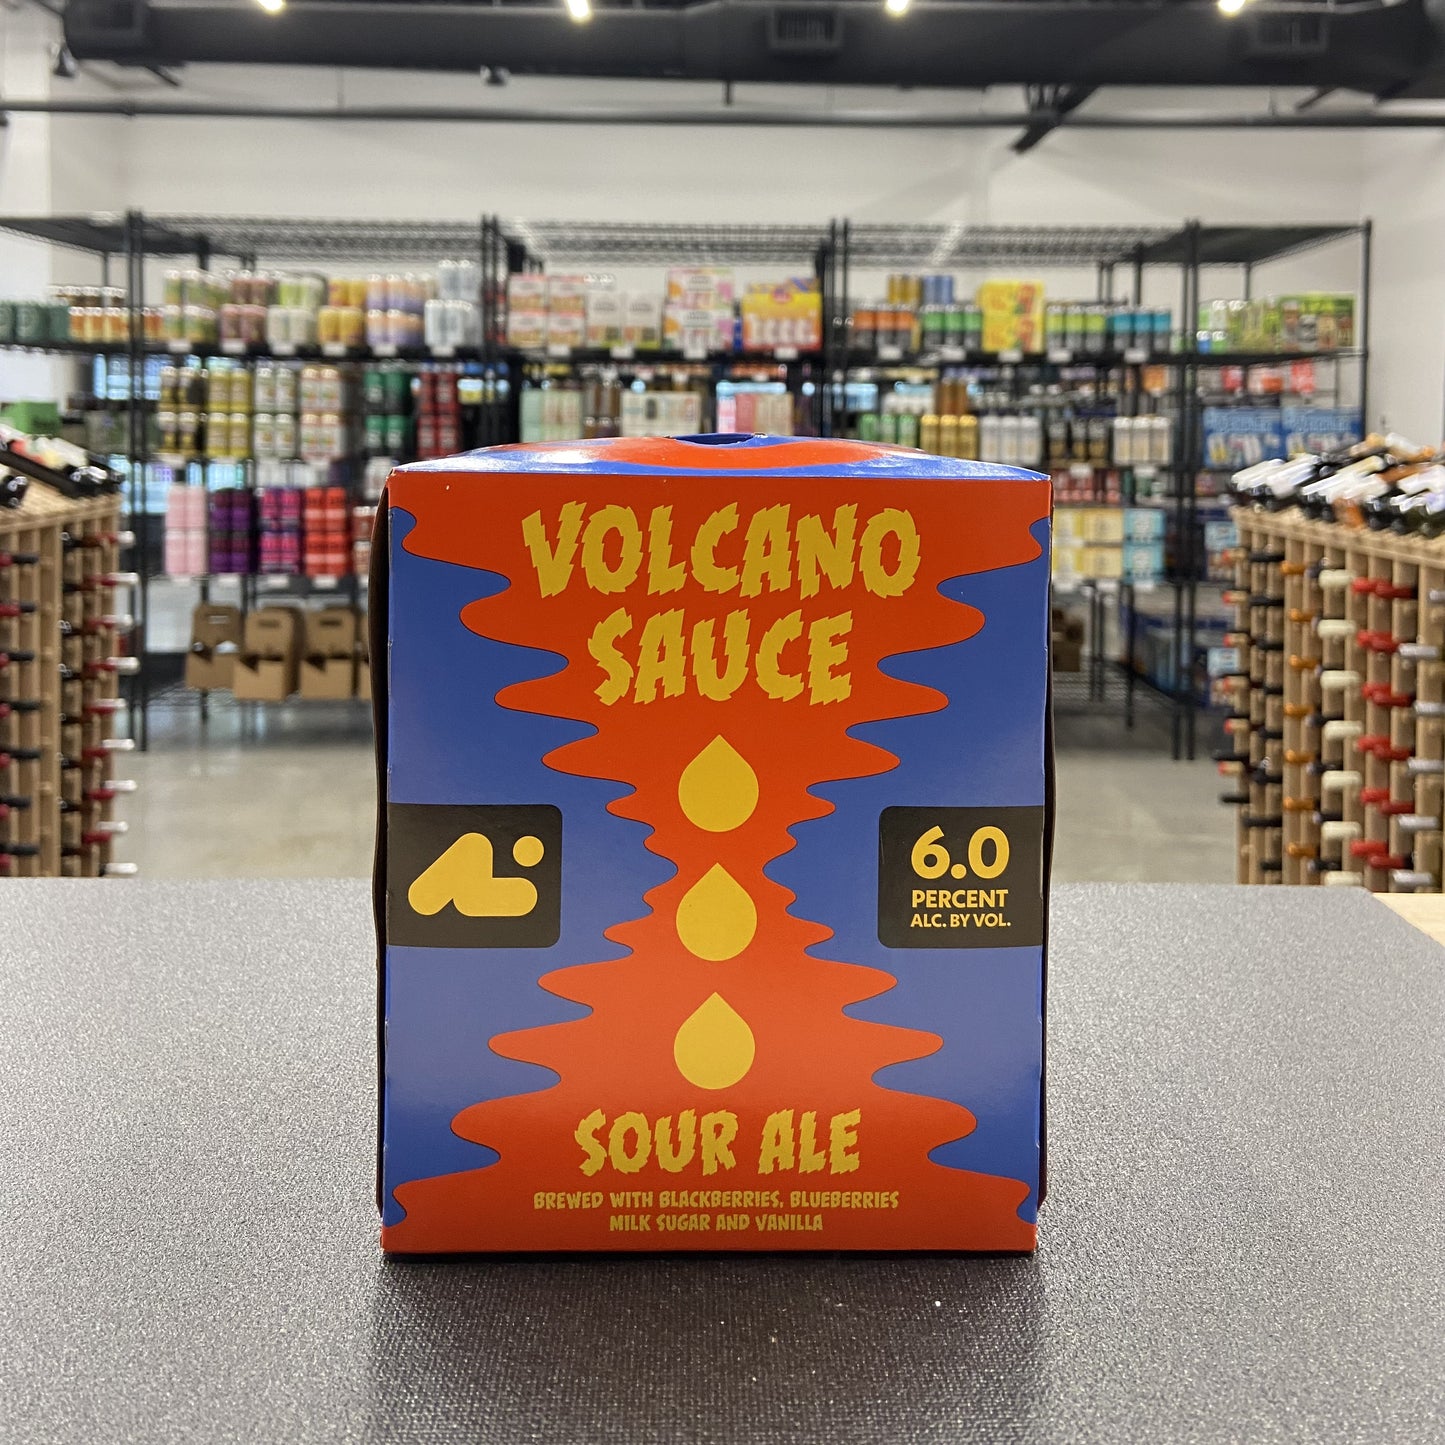 VOLCANO
SAUCE
6.0
PERCENT
ALC. BY VOL.
SOUR ALE
BREWED WITH BLACKBERRIES, BLUEBERRIES
MILK SUGAR AND VANILLA